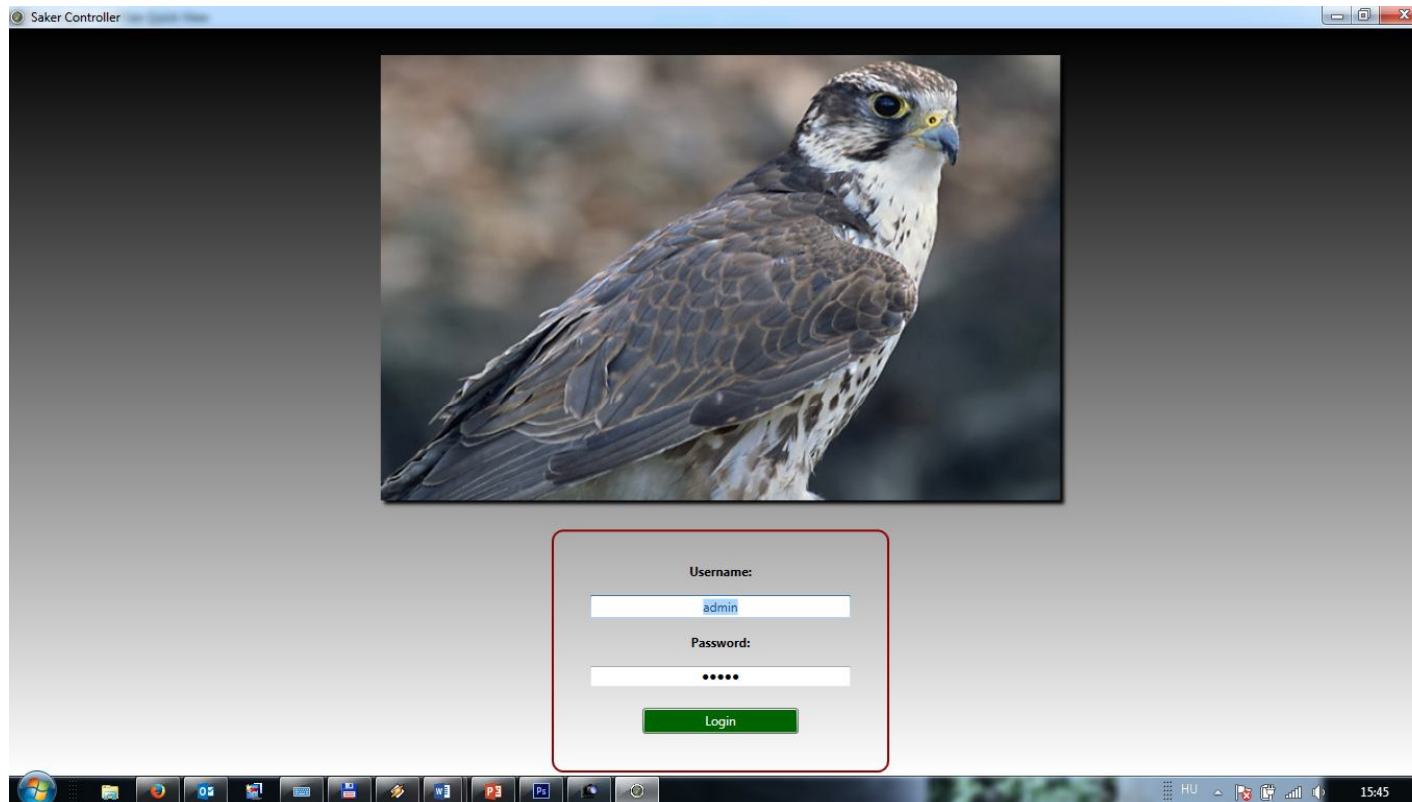 Saker Controller
Username:
admin
Password:
•••••
Login
HU
15:45